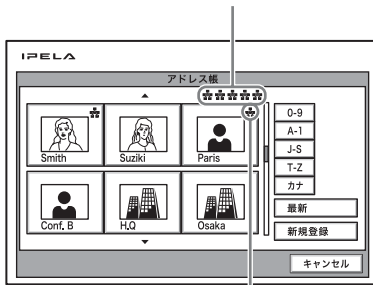 IPELA
アドレス帳
0-9
A-1
J-S
T-Z
カナ
最新
新規登録
Smith
Suziki
Paris
Conf. B
H.Q
Osaka
キャンセル